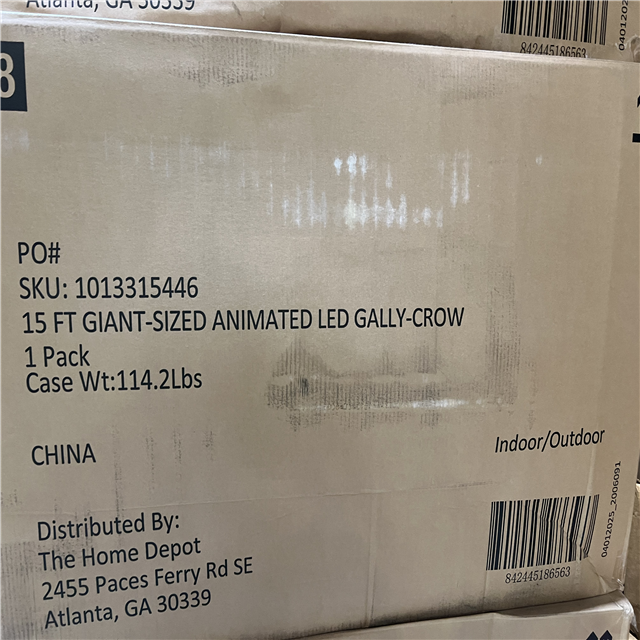 Atlanta, GA 30339
842445186563
8
PO#
SKU: 1013315446
15 FT GIANT-SIZED ANIMATED LED GALLY-CROW
1 Pack
Case Wt:114.2Lbs
CHINA
Indoor/Outdoor
Distributed By:
The Home Depot
2455 Paces Ferry Rd SE
Atlanta, GA 30339
842445186563
04012025_2006091